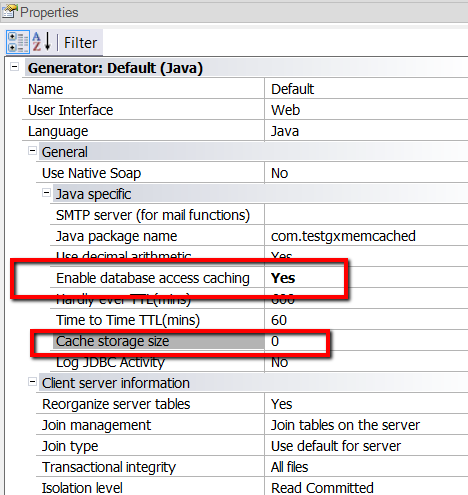 Properties
Filter
Generator: Default (Java)
Name Default
User Interface Web
Language Java
General
Use Native Soap No
Java specific
SMTP server (for mail functions)
Java package name com.testgxmemcached
Use decimal arithmetic Yes
Enable database access caching Yes
Hardly ever TTL(mins) 600
Time to Time TTL(mins) 60
Cache storage size 0
Log JDBC Activity No
Client server information
Reorganize server tables Yes
Join management Join tables on the server
Join type Use default for server
Transactional integrity All files
Isolation level Read Committed